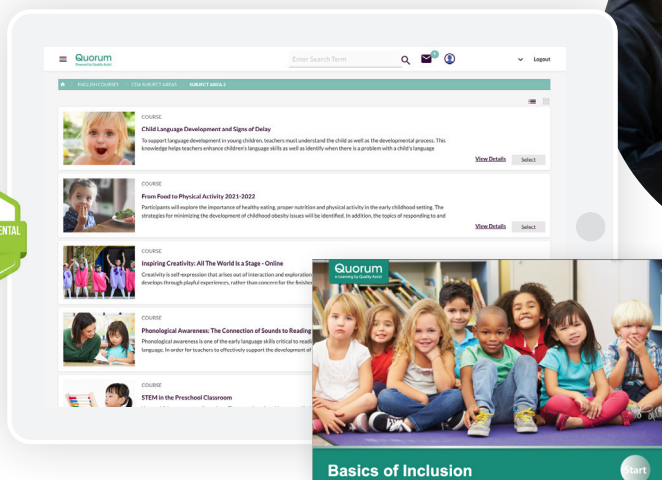 Quorum
Powered by Quality Assist
Enter Search Term
Logout
ENGLISH COURSES
CDA SUBJECT AREAS
SUBJECT AREA 2
COURSE
Child Language Development and Signs of Delay
To support language development in young children, teachers must understand the child as well as the developmental process. This
knowledge helps teachers enhance children's language skills as well as identify when there is a problem with a child's language
View Details
Select
COURSE
From Food to Physical Activity 2021-2022
Participants will explore the importance of healthy eating, proper nutrition and physical activity in the early childhood setting. The
strategies for minimizing the development of childhood obesity issues will be identified. In addition, the topics of responding to and
View Details
Select
ENTAL
COURSE
Inspiring Creativity: All The World Is a Stage - Online
Creativity is self-expression that arises out of interaction and exploration
develops through playful experiences, rather than concern for the finished
COURSE
Phonological Awareness: The Connection of Sounds to Reading
Phonological awareness is one of the early language skills critical to readi
language. In order for teachers to effectively support the development of
COURSE
STEM in the Preschool Classroom
Quorum
e-Learning by Quality Assist
Basics of Inclusion
Start